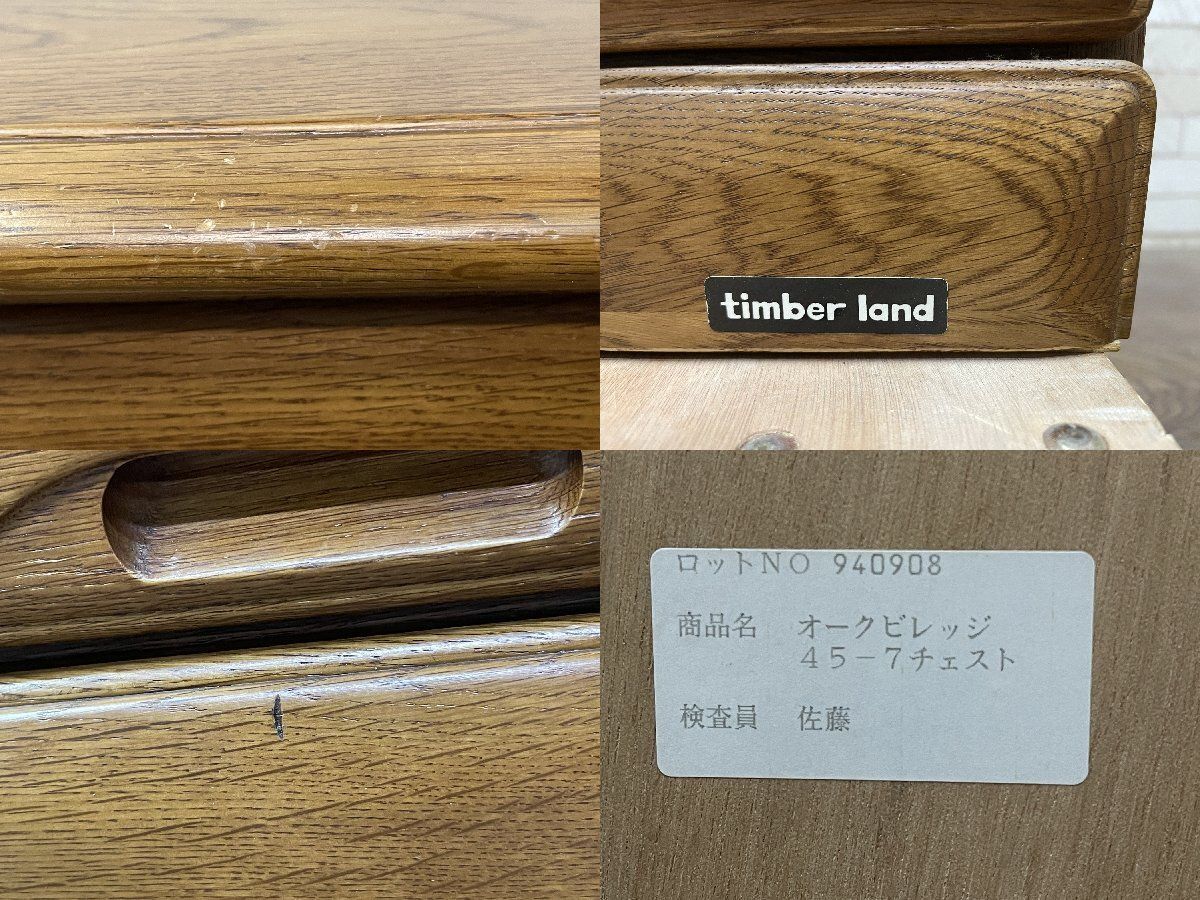 timber land
ロットNO 940908
商品名 オークビレッジ
45-7チェスト
検査員 佐藤